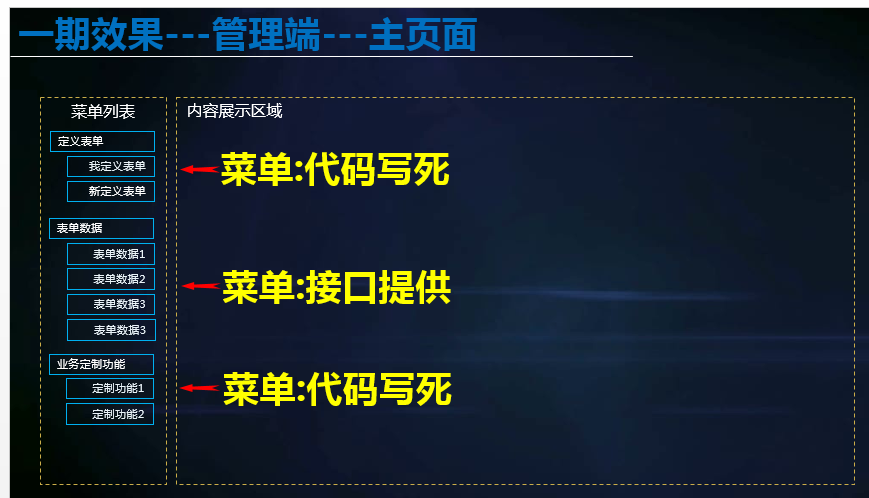 一期效果---管理端---主页面
菜单列表
定义表单
我定义表单
新定义表单
表单数据
表单数据1
表单数据2
表单数据3
表单数据3
业务定制功能
定制功能1
定制功能2
内容展示区域
菜单:代码写死
菜单:接口提供
菜单:代码写死